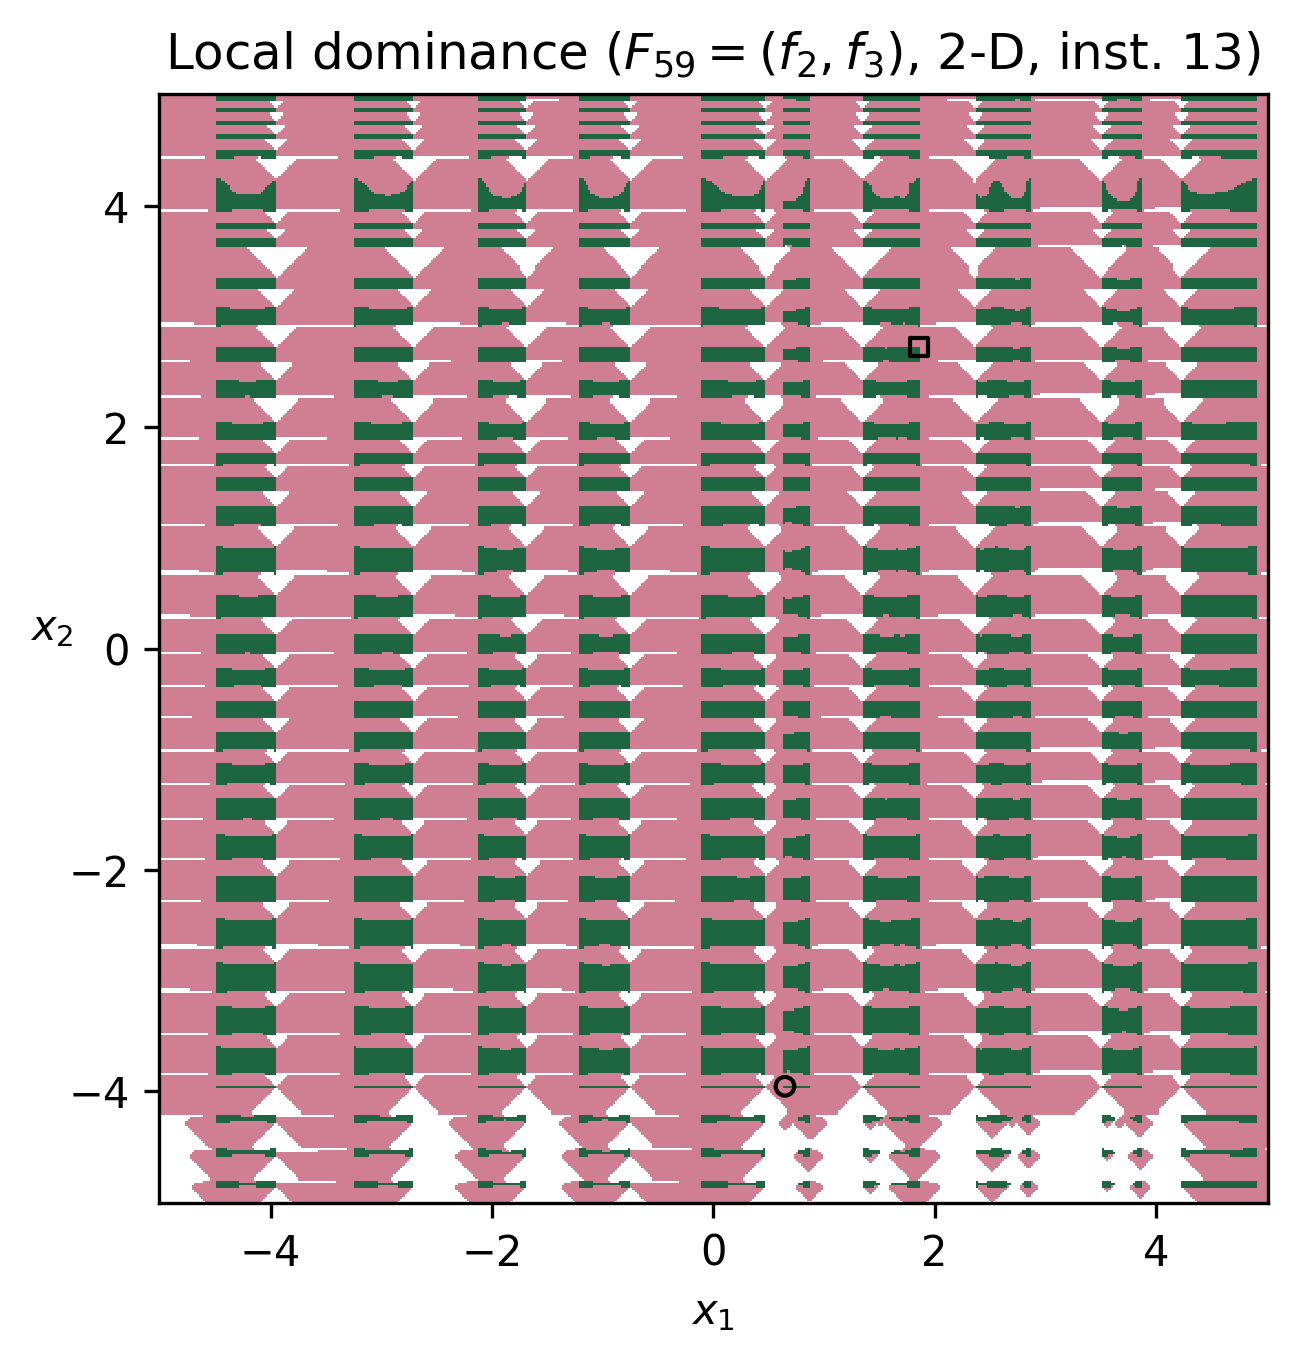 Local dominance (F₅₉ = (f₂, f₃), 2-D, inst. 13)
4
2
x₂
0
−2
−4
−4 −2 0 2 4
x₁